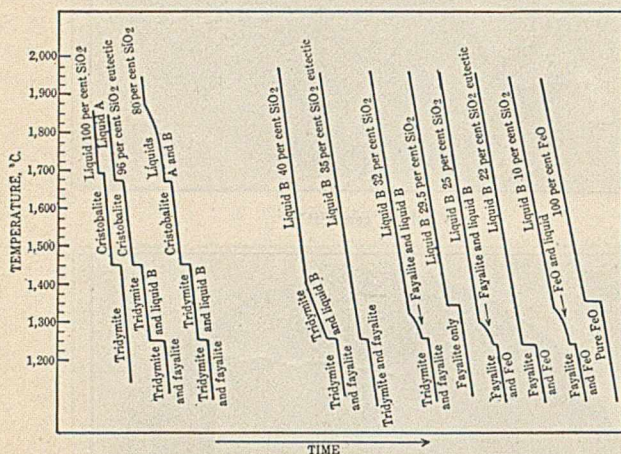 TEMPERATURE, °C.
2,000
1,900
1,800
1,700
1,600
1,500
1,400
1,300
1,200
Liquid 100 per cent SiO2
Cristobalite
Tridymite
Liquid A
96 per cent SiO2 eutectic
Cristobalite
Tridymite
and liquid B
Tridymite
and fayalite
80 per cent SiO2
Liquids
A and B
Cristobalite
Tridymite
and liquid B
Tridymite
and fayalite
Liquid B 40 per cent SiO2
Tridymite
and liquid B
Tridymite
and fayalite
Liquid B 35 per cent SiO2 eutectic
Tridymite and fayalite
Liquid B 32 per cent SiO2
Fayalite and liquid B
Tridymite
and fayalite
Liquid B 29.5 per cent SiO2
Fayalite only
Liquid B 25 per cent SiO2
Fayalite and liquid B
Fayalite
and FeO
Liquid B 22 per cent SiO2 eutectic
Fayalite
and FeO
Liquid B 10 per cent SiO2
FeO and liquid
Fayalite
and FeO
100 per cent FeO
Pure FeO
TIME